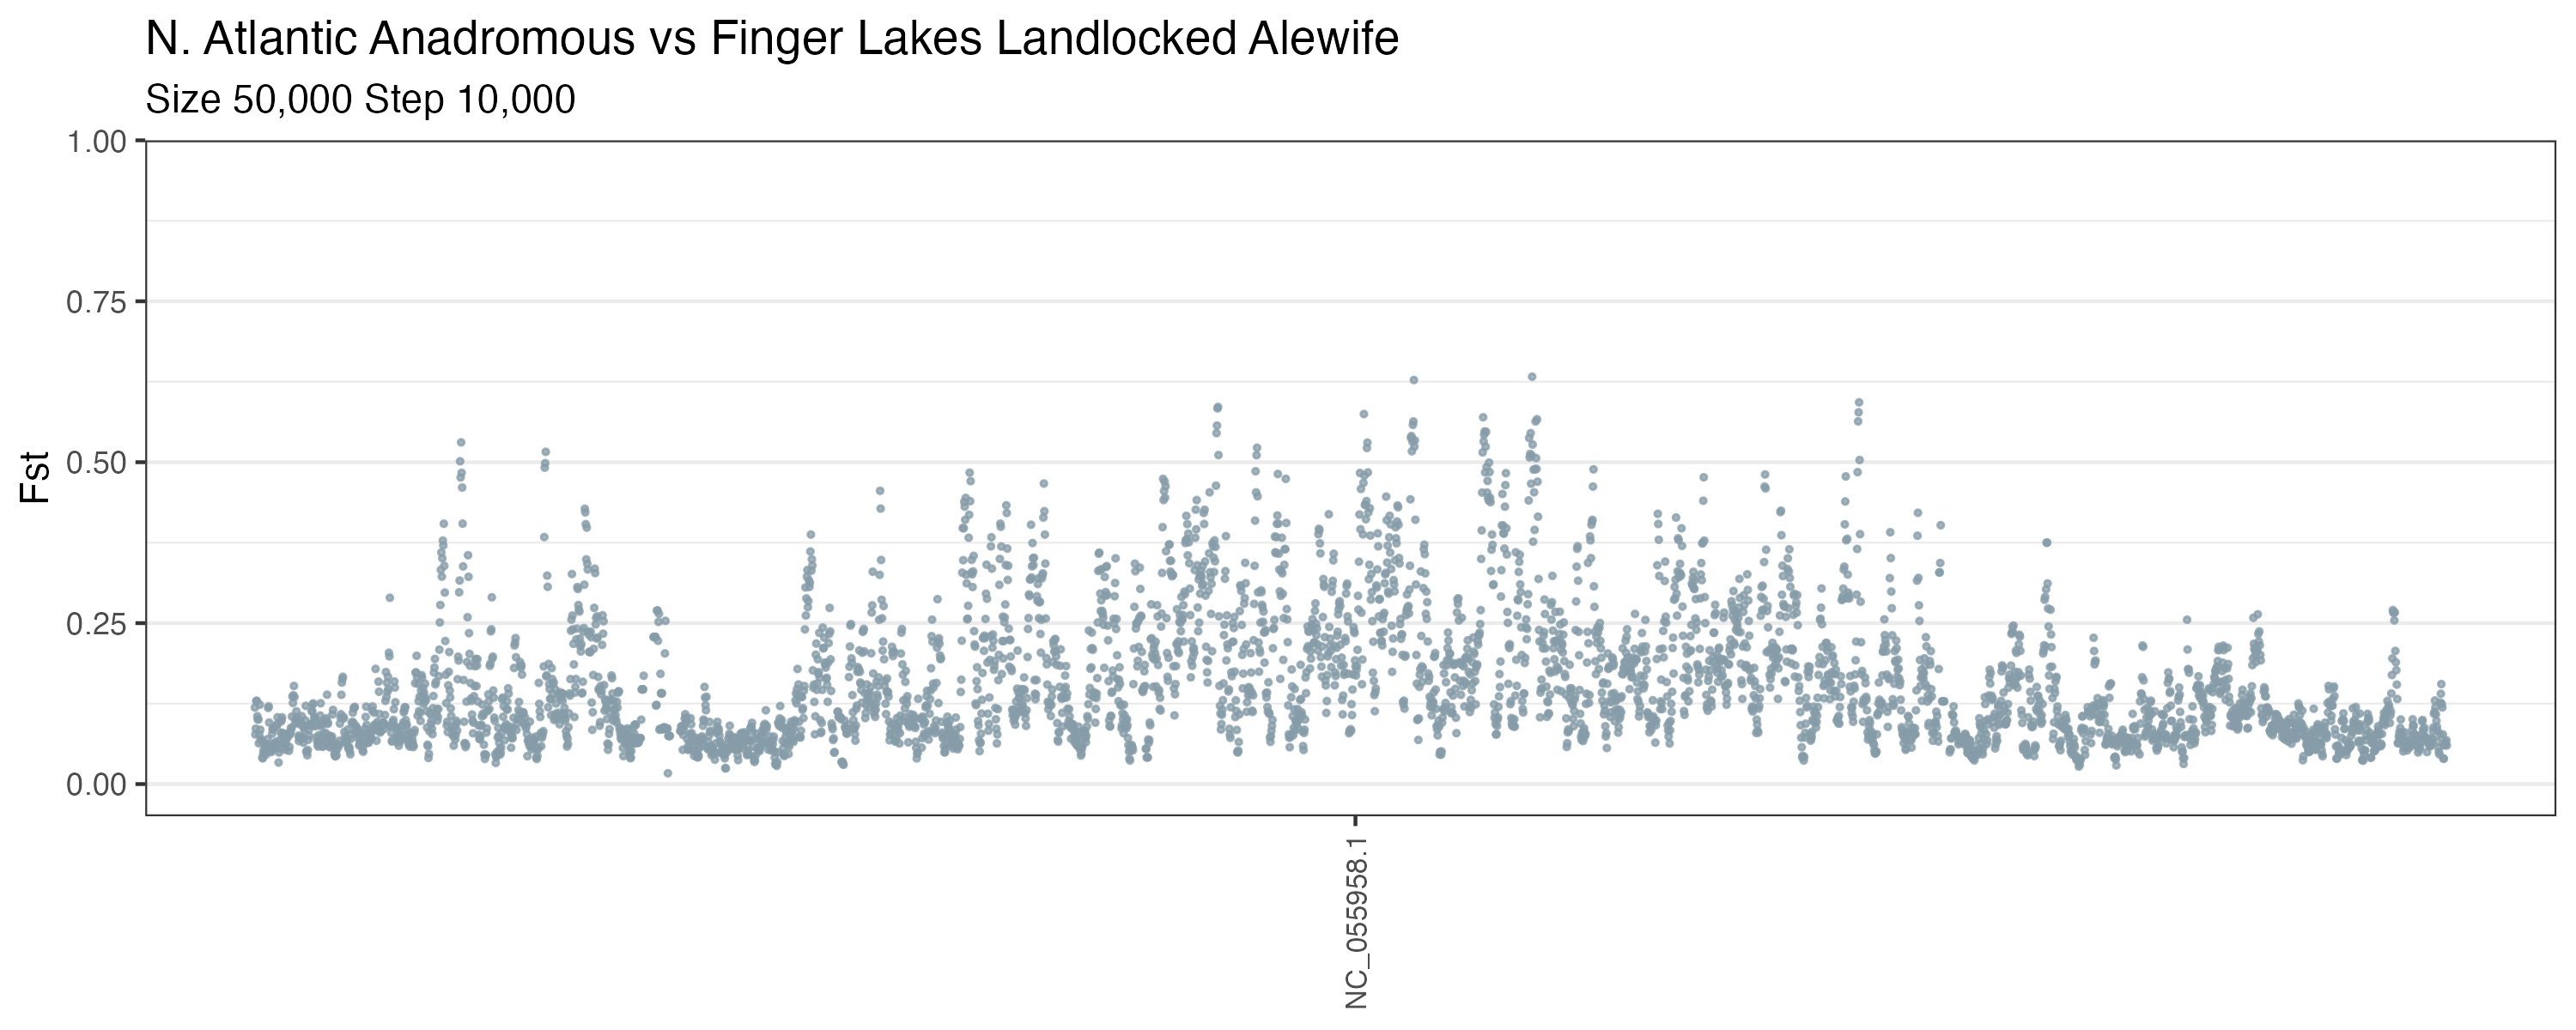 N. Atlantic Anadromous vs Finger Lakes Landlocked Alewife
Size 50,000 Step 10,000
1.00
0.75
0.50
0.25
0.00
Fst
NC_055958.1